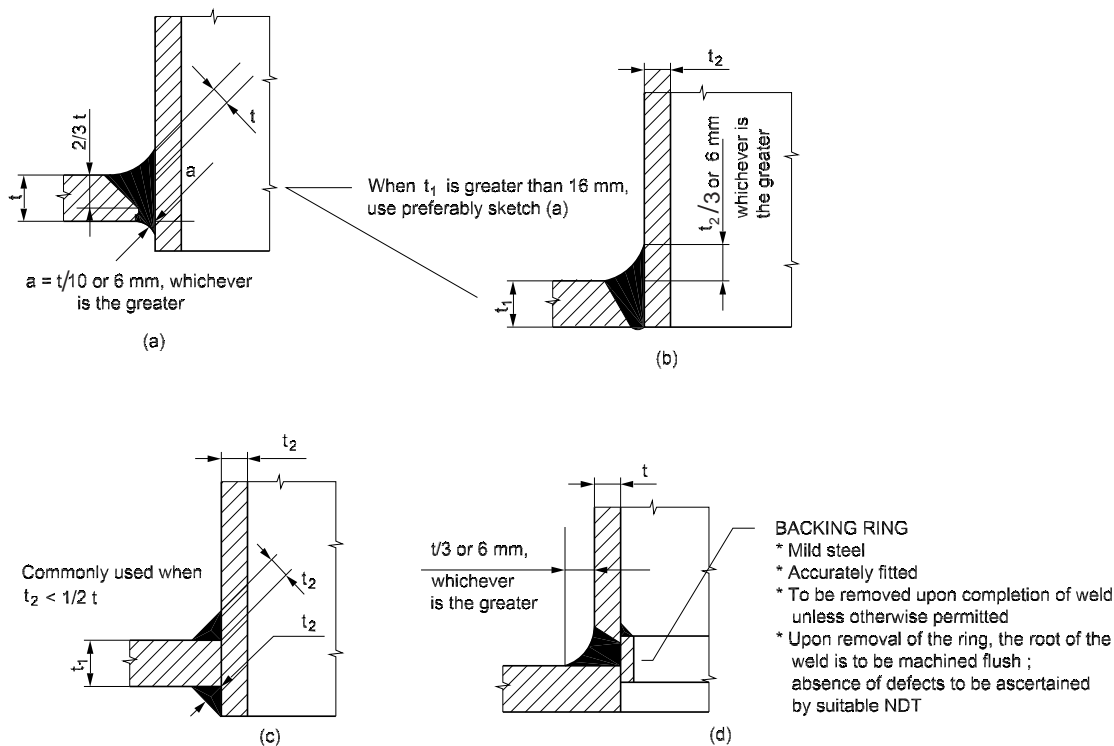 2/3 t
t
t
a
a = t/10 or 6 mm, whichever
is the greater
(a)
When t₁ is greater than 16 mm,
use preferably sketch (a)
t₂
t₂/3 or 6 mm
whichever is
the greater
t₁
(b)
t₂
Commonly used when
t₂ < 1/2 t
t₂
t₂
t₁
(c)
t
t/3 or 6 mm,
whichever
is the greater
(d)
BACKING RING
* Mild steel
* Accurately fitted
* To be removed upon completion of weld
unless otherwise permitted
* Upon removal of the ring, the root of the
weld is to be machined flush ;
absence of defects to be ascertained
by suitable NDT